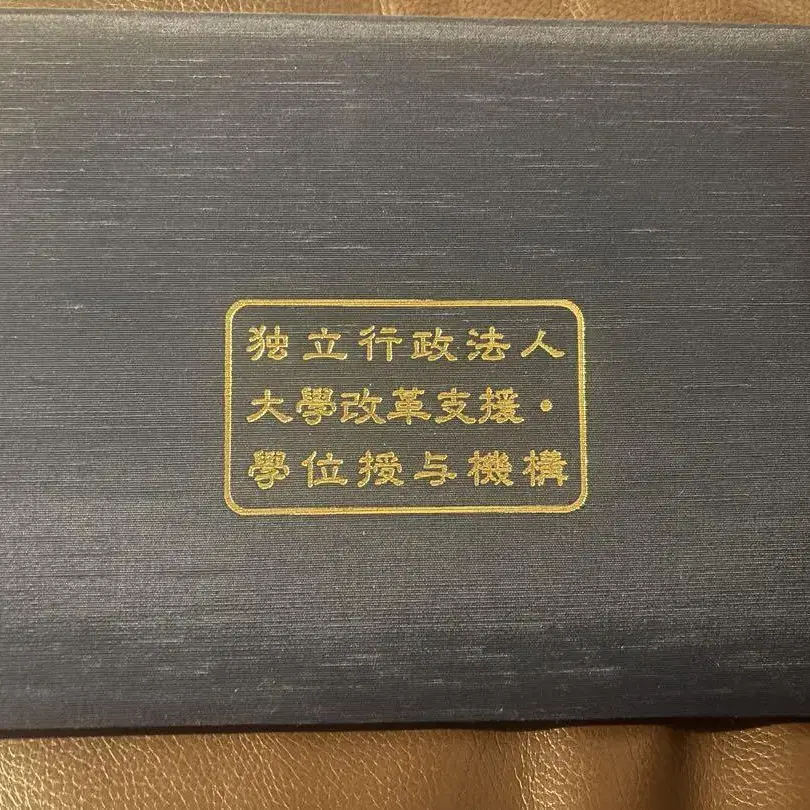 独立行政法人
大學改革支援・
學位授与機構